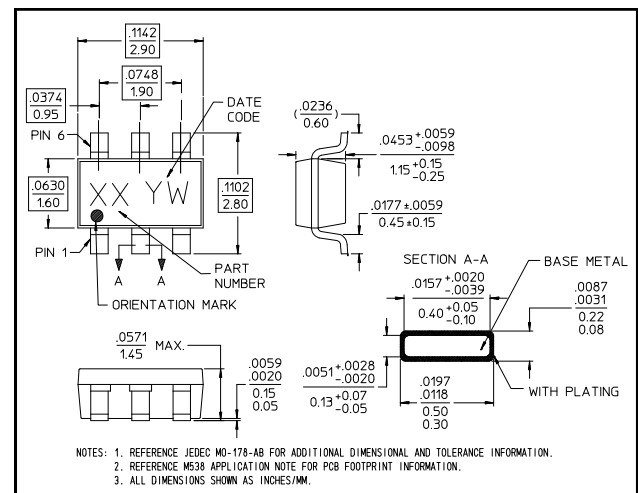 .1142
2.90
.0748
1.90
.0374
0.95
DATE
CODE
PIN 6
.0630
1.60
XX YW
.1102
2.80
PIN 1
A A
PART
NUMBER
ORIENTATION MARK
(.0236)
0.60
.0453 +.0059
-.0098
1.15 +0.15
-0.25
.0177 ±.0059
0.45 ±0.15
SECTION A-A
BASE METAL
.0157 +.0020
-.0039
0.40 +0.05
-0.10
.0087
.0031
0.22
0.08
.0571
1.45 MAX.
.0059
.0020
0.15
0.05
.0051 +.0028
-.0020
0.13 +0.07
-0.05
.0197
.0118
0.50
0.30
WITH PLATING
NOTES: 1. REFERENCE JEDEC MO-178-AB FOR ADDITIONAL DIMENSIONAL AND TOLERANCE INFORMATION.
2. REFERENCE M538 APPLICATION NOTE FOR PCB FOOTPRINT INFORMATION.
3. ALL DIMENSIONS SHOWN AS INCHES/MM.